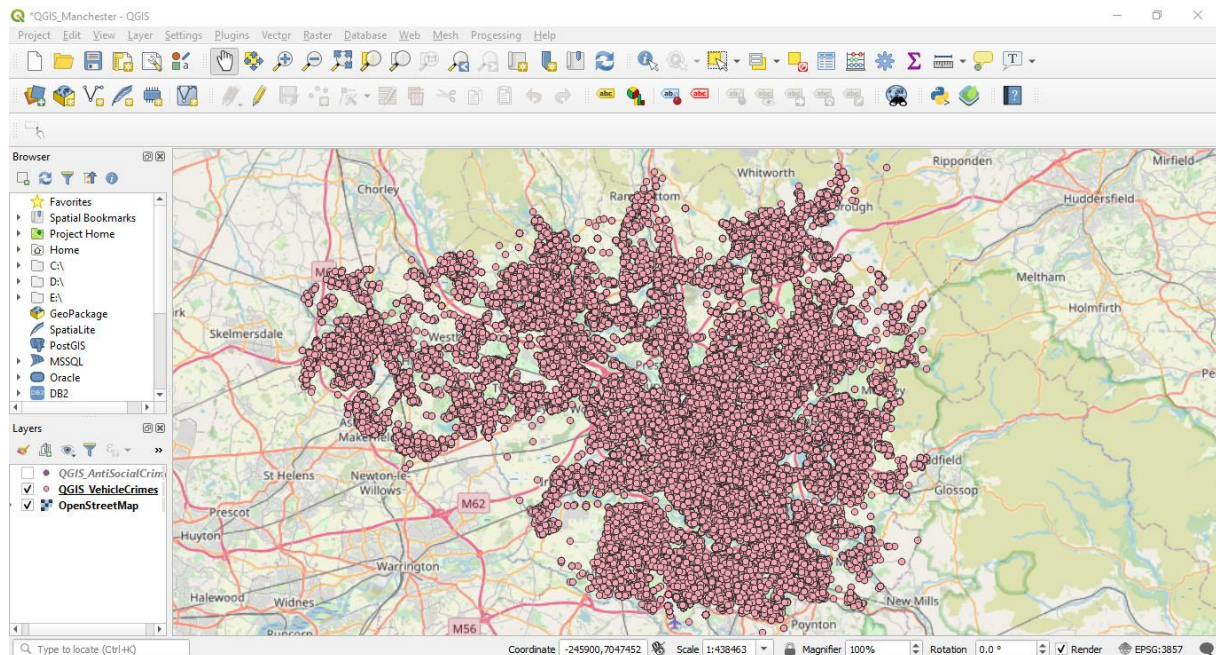 *QGIS_Manchester - QGIS
Project Edit View Layer Settings Plugins Vector Raster Database Web Mesh Processing Help
Browser
Favorites
Spatial Bookmarks
Project Home
Home
C:\
D:\
E:\
GeoPackage
SpatiaLite
PostGIS
MSSQL
Oracle
DB2
Layers
QGIS_AntiSocialCrim
QGIS_VehicleCrimes
OpenStreetMap
Chorley
Whitworth
Ripponden
Mirfield
Huddersfield
Meltham
Holmfirth
Skelmersdale
St Helens
Newton-le-
Willows
M62
Glossop
Prescot
Huyton
Warrington
Halewood
Widnes
Runcorn
M56
New Mills
Poynton
Type to locate (Ctrl+K)
Coordinate -245900,7047452 Scale 1:438463 Magnifier 100% Rotation 0.0 ° Render EPSG:3857